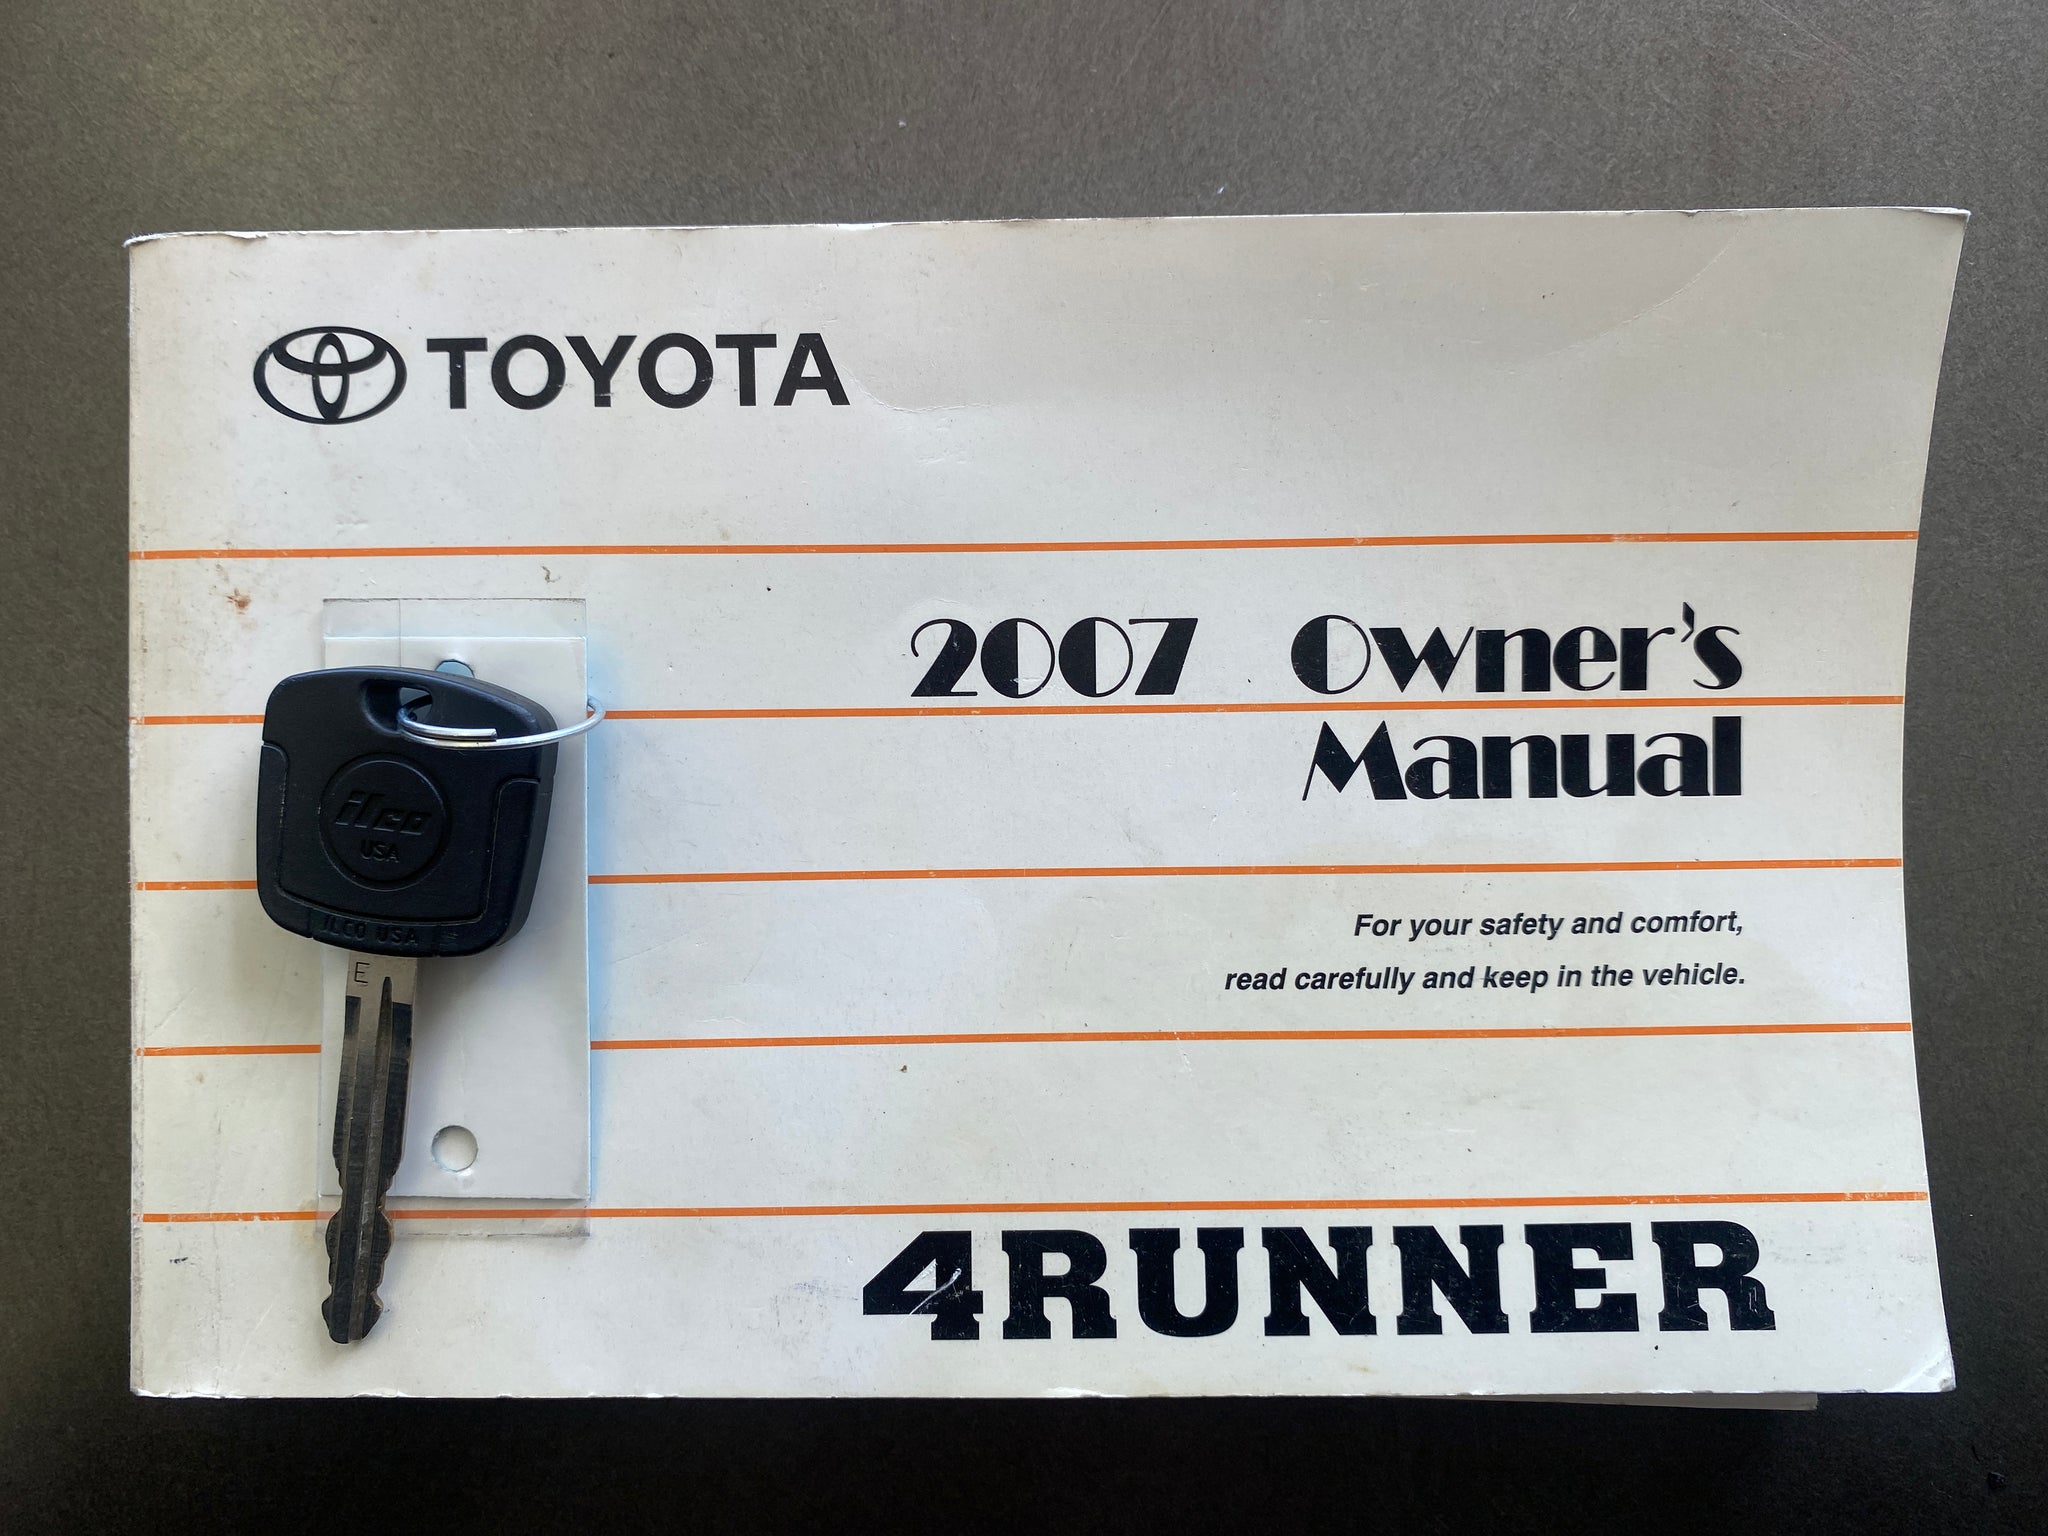 TOYOTA
2007 Owner's
Manual
For your safety and comfort,
read carefully and keep in the vehicle.
4RUNNER
ilco
USA
ILCO USA
E